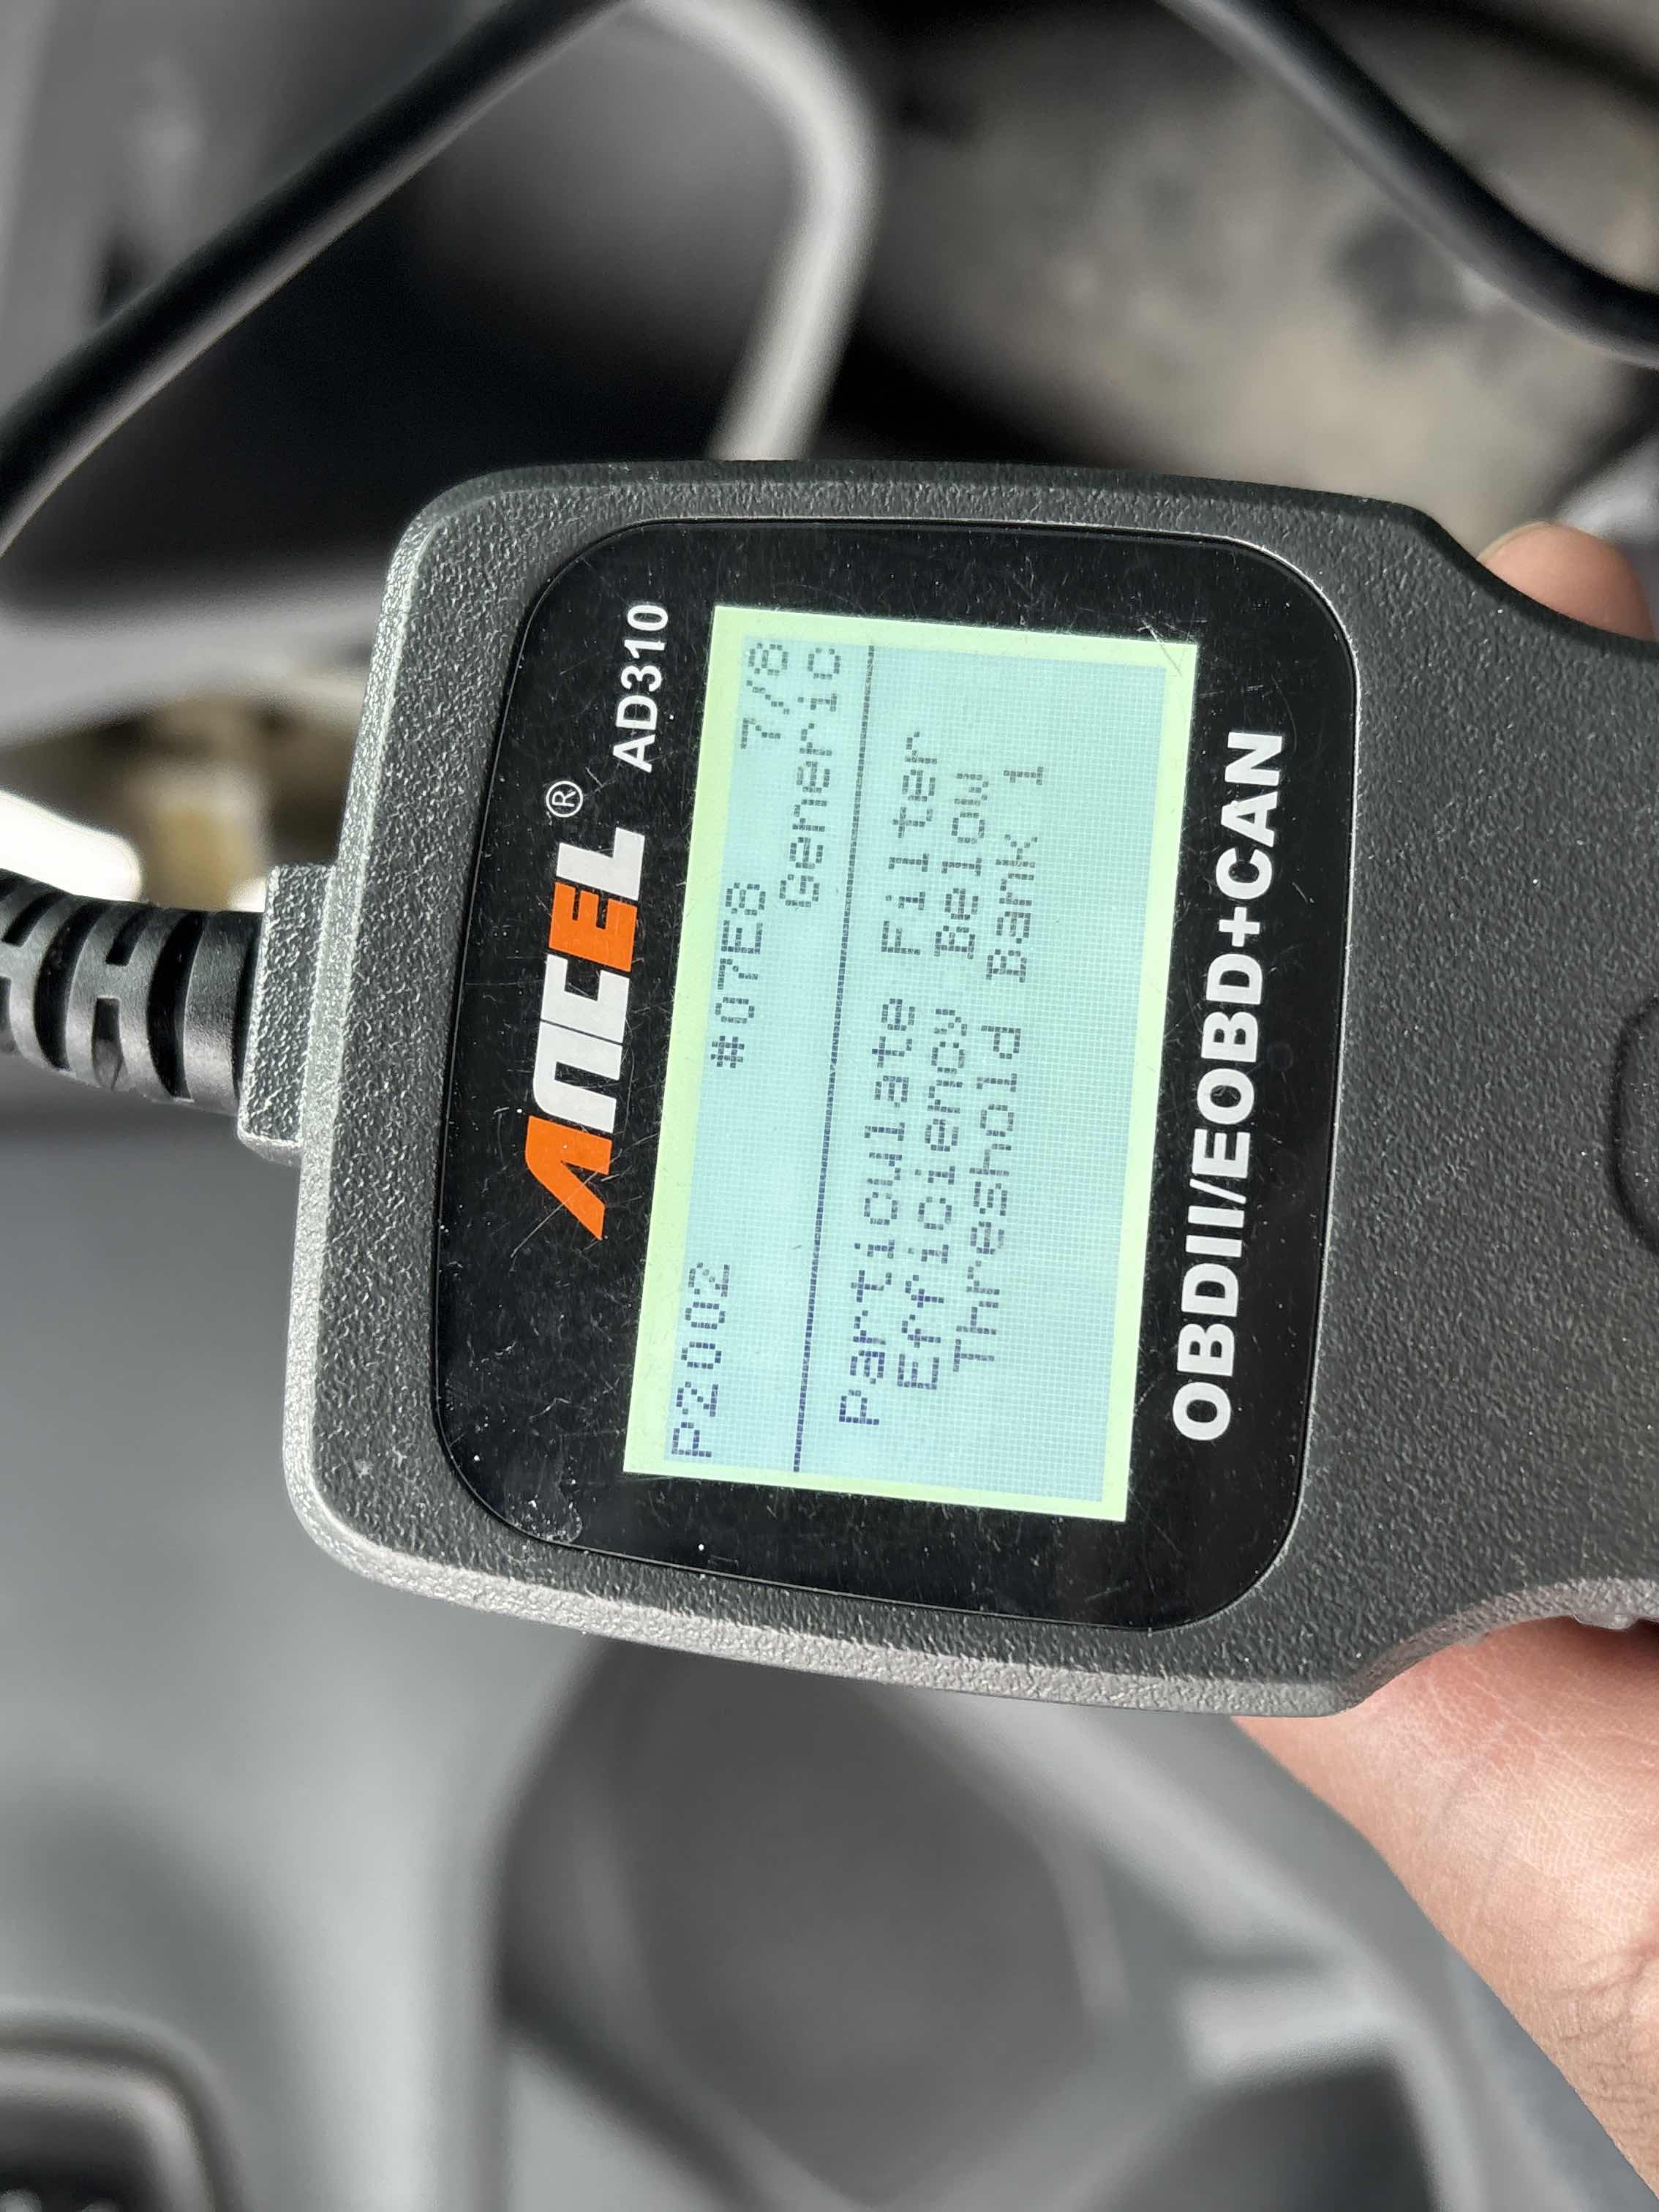 ANCEL® AD310
P2002 #07E8 7/8
Generic
Particulate Filter
Efficiency Below
Threshold Bank 1
OBDII/EOBD+CAN